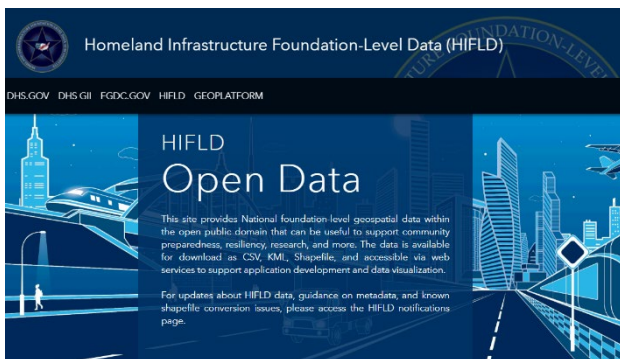 Homeland Infrastructure Foundation-Level Data (HIFLD)
DHS.GOV DHS GII FGDC.GOV HIFLD GEOPLATFORM
HIFLD
Open Data
This site provides National foundation-level geospatial data within
the open public domain that can be useful to support community
preparedness, resiliency, research, and more. The data is available
for download as CSV, KML, Shapefile, and accessible via web
services to support application development and data visualization.
For updates about HIFLD data, guidance on metadata, and known
shapefile conversion issues, please access the HIFLD notifications
page.